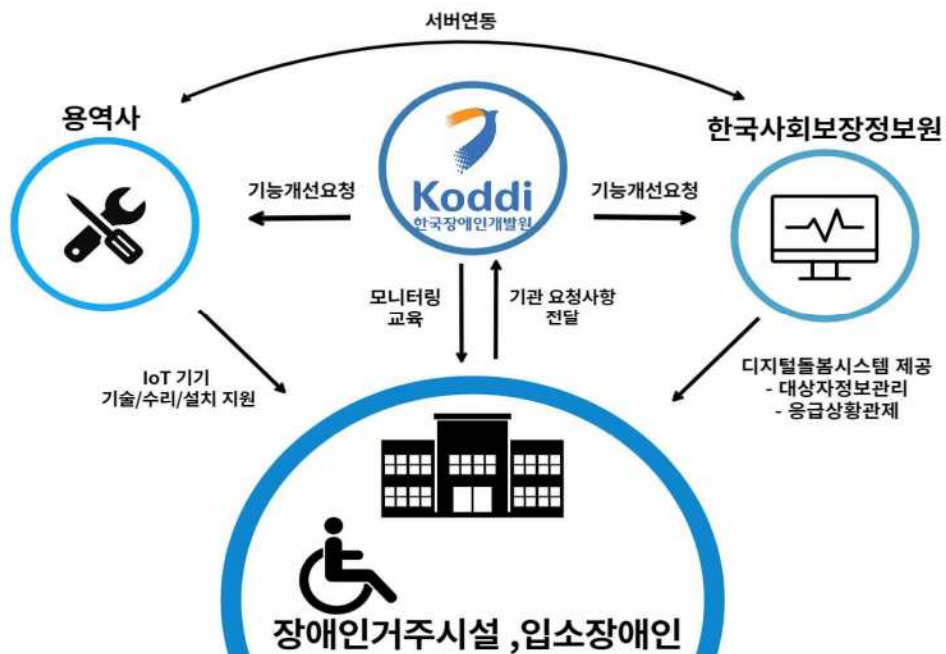 서버연동
용역사
한국사회보장정보원
기능개선요청
Koddi
한국장애인개발원
기능개선요청
모니터링
교육
기관 요청사항
전달
IoT 기기
기술/수리/설치 지원
디지털돌봄시스템 제공
- 대상자정보관리
- 응급상황관제
장애인거주시설 ,입소장애인